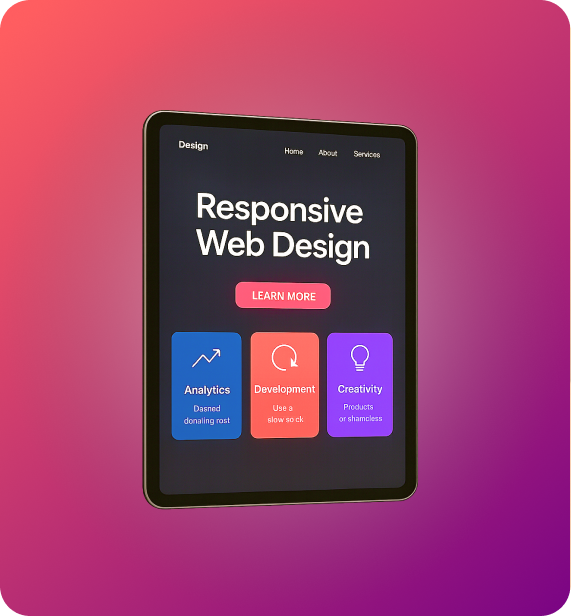 Design
Home About Services
Responsive
Web Design
LEARN MORE
Analytics
Dasned
donaling rost
Development
Use a
slow so ck
Creativity
Products
or shamcless